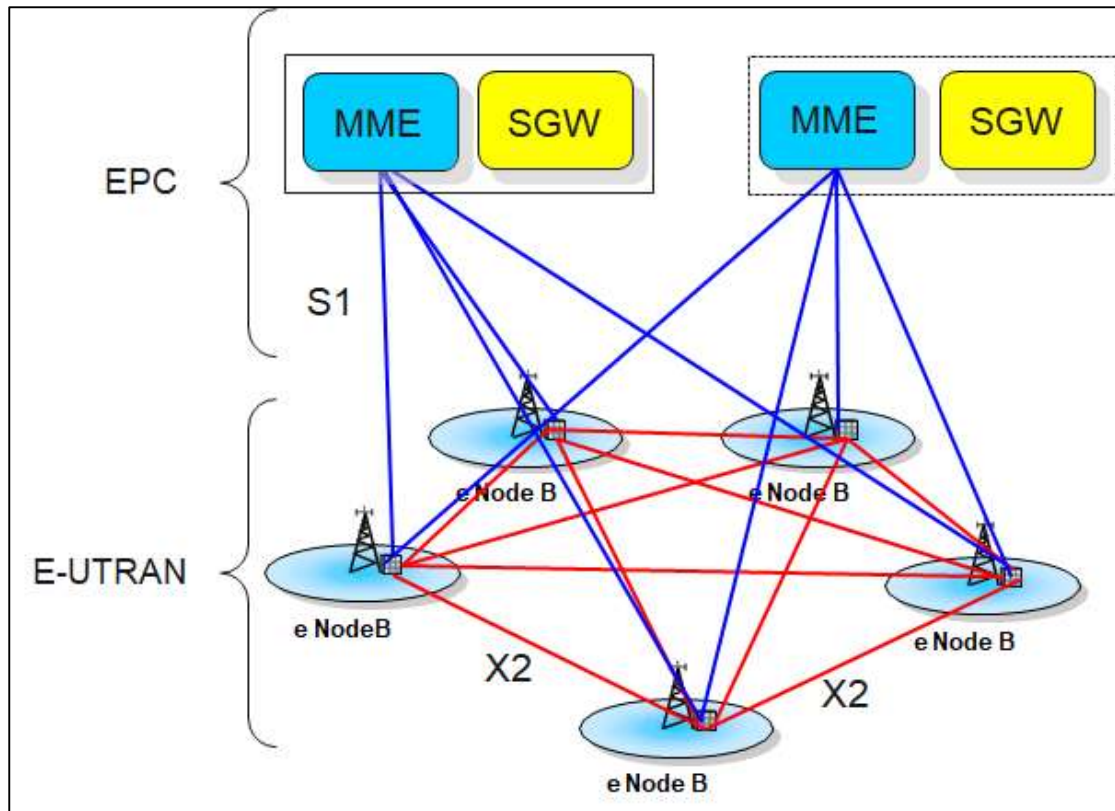 MME
SGW
MME
SGW
EPC
S1
e Node B
e Node B
E-UTRAN
e NodeB
e Node B
X2
X2
e Node B